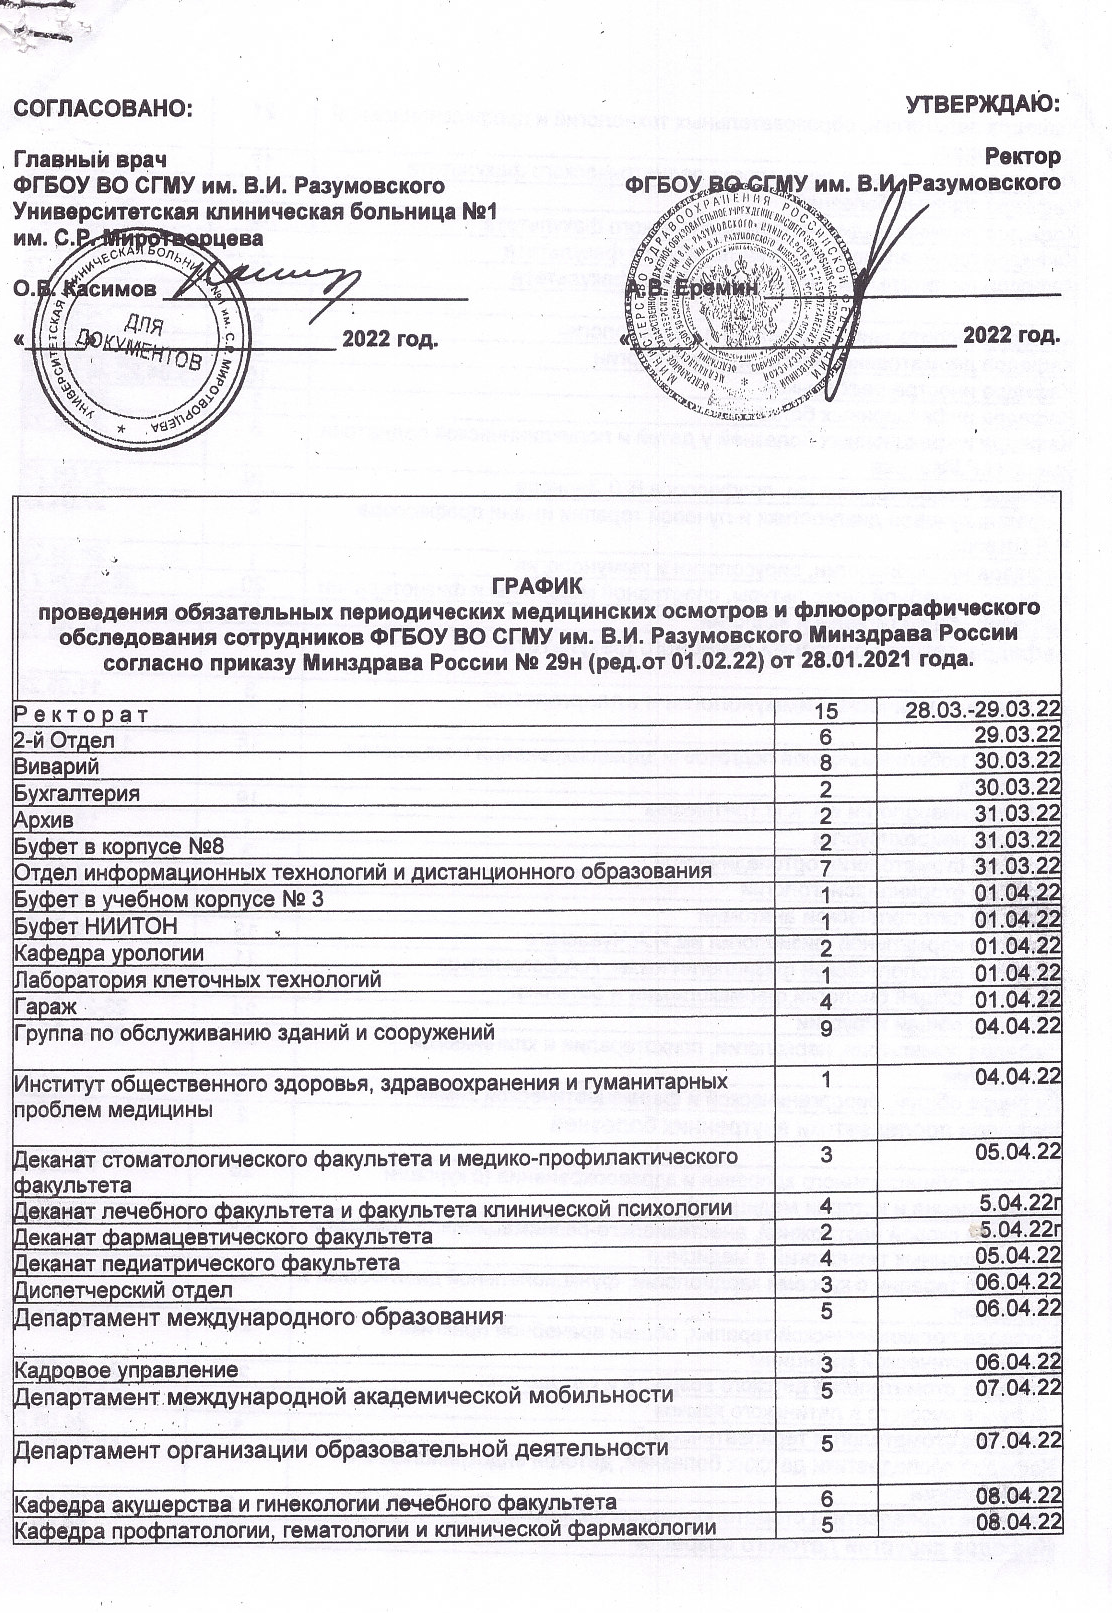 СОГЛАСОВАНО:
УТВЕРЖДАЮ:
Главный врач
ФГБОУ ВО СГМУ им. В.И. Разумовского
Университетская клиническая больница №1
им. С.Р. Миротворцева
О.В. Касимов
«        »                2022 год.
Ректор
ФГБОУ ВО СГМУ им. В.И. Разумовского
А.В. Еремин
«        »                2022 год.
УНИВЕРСИТЕТСКАЯ КЛИНИЧЕСКАЯ БОЛЬНИЦА №1 им. С.Р. МИРОТВОРЦЕВА
ДЛЯ
ДОКУМЕНТОВ
МИНИСТЕРСТВО ЗДРАВООХРАНЕНИЯ РОССИЙСКОЙ ФЕДЕРАЦИИ
ГРАФИК
проведения обязательных периодических медицинских осмотров и флюорографического
обследования сотрудников ФГБОУ ВО СГМУ им. В.И. Разумовского Минздрава России
согласно приказу Минздрава России № 29н (ред.от 01.02.22) от 28.01.2021 года.
Р е к т о р а т 15 28.03.-29.03.22
2-й Отдел 6 29.03.22
Виварий 8 30.03.22
Бухгалтерия 2 30.03.22
Архив 2 31.03.22
Буфет в корпусе №8 2 31.03.22
Отдел информационных технологий и дистанционного образования 7 31.03.22
Буфет в учебном корпусе № 3 1 01.04.22
Буфет НИИТОН 1 01.04.22
Кафедра урологии 2 01.04.22
Лаборатория клеточных технологий 1 01.04.22
Гараж 4 01.04.22
Группа по обслуживанию зданий и сооружений 9 04.04.22
Институт общественного здоровья, здравоохранения и гуманитарных 1 04.04.22
проблем медицины
Деканат стоматологического факультета и медико-профилактического 3 05.04.22
факультета
Деканат лечебного факультета и факультета клинической психологии 4 5.04.22г
Деканат фармацевтического факультета 2 5.04.22г
Деканат педиатрического факультета 4 05.04.22
Диспетчерский отдел 3 06.04.22
Департамент международного образования 5 06.04.22
Кадровое управление 3 06.04.22
Департамент международной академической мобильности 5 07.04.22
Департамент организации образовательной деятельности 5 07.04.22
Кафедра акушерства и гинекологии лечебного факультета 6 08.04.22
Кафедра профпатологии, гематологии и клинической фармакологии 5 08.04.22